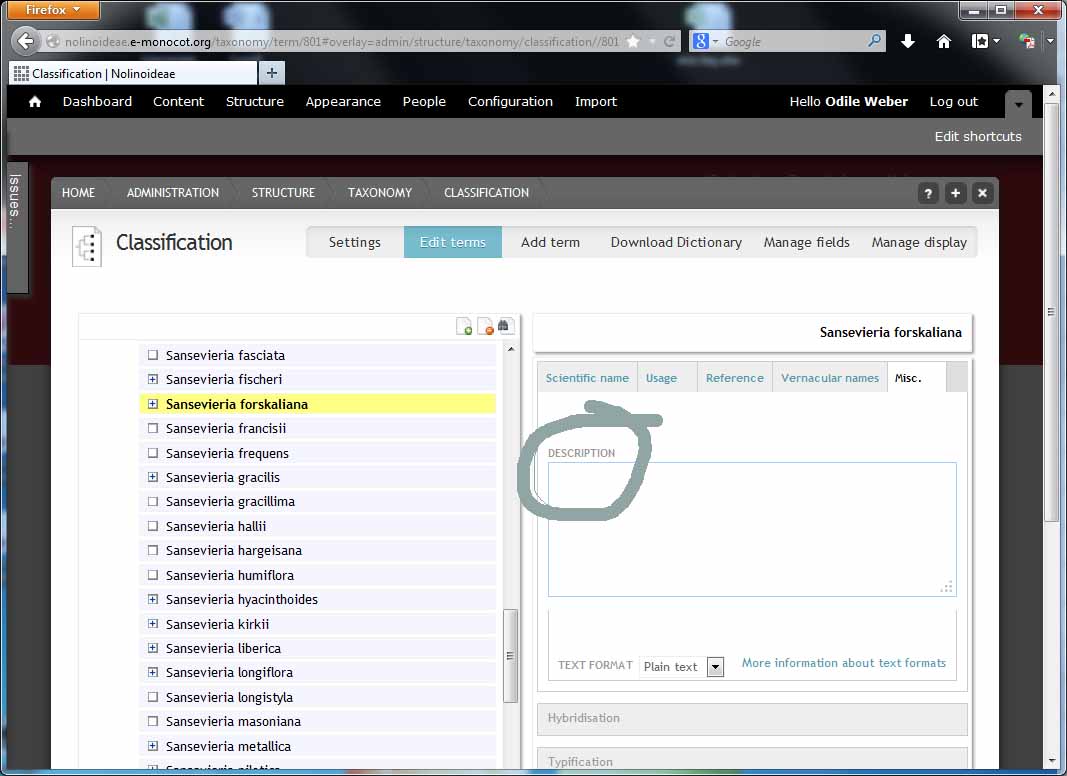 Firefox
nolinoideae.e-monocot.org/taxonomy/term/801#overlay=admin/structure/taxonomy/classification//801
Google
Classification | Nolinoideae
Dashboard Content Structure Appearance People Configuration Import Hello Odile Weber Log out
Edit shortcuts
Issues...
HOME ADMINISTRATION STRUCTURE TAXONOMY CLASSIFICATION ? + ×
Classification Settings Edit terms Add term Download Dictionary Manage fields Manage display
Sansevieria forskaliana
Scientific name Usage Reference Vernacular names Misc.
DESCRIPTION
TEXT FORMAT Plain text More information about text formats
Hybridisation
Typification
Sansevieria fasciata
Sansevieria fischeri
Sansevieria forskaliana
Sansevieria francisii
Sansevieria frequens
Sansevieria gracilis
Sansevieria gracillima
Sansevieria hallii
Sansevieria hargeisana
Sansevieria humiflora
Sansevieria hyacinthoides
Sansevieria kirkii
Sansevieria liberica
Sansevieria longiflora
Sansevieria longistyla
Sansevieria masoniana
Sansevieria metallica